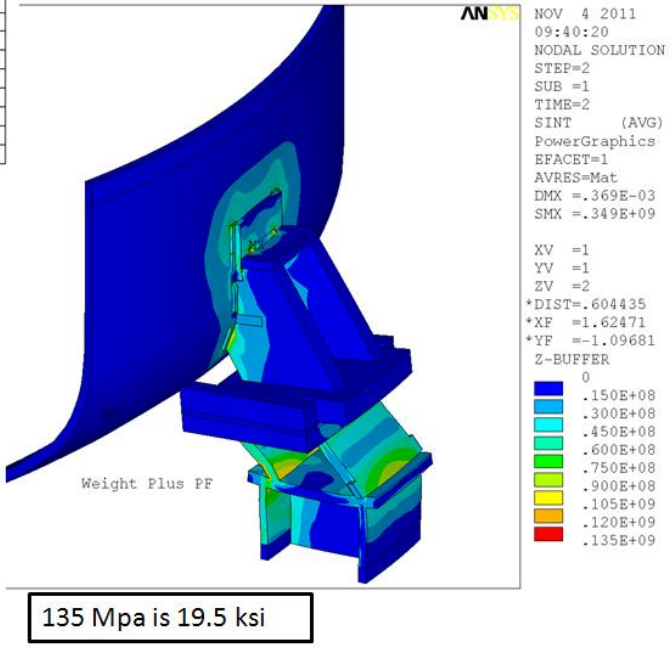 ANSYS
NOV 4 2011
09:40:20
NODAL SOLUTION
STEP=2
SUB =1
TIME=2
SINT (AVG)
PowerGraphics
EFACET=1
AVRES=Mat
DMX =.369E-03
SMX =.349E+09
XV =1
YV =1
ZV =2
*DIST=.604435
*XF =1.62471
*YF =-1.09681
Z-BUFFER
0
.150E+08
.300E+08
.450E+08
.600E+08
.750E+08
.900E+08
.105E+09
.120E+09
.135E+09
Weight Plus PF
135 Mpa is 19.5 ksi